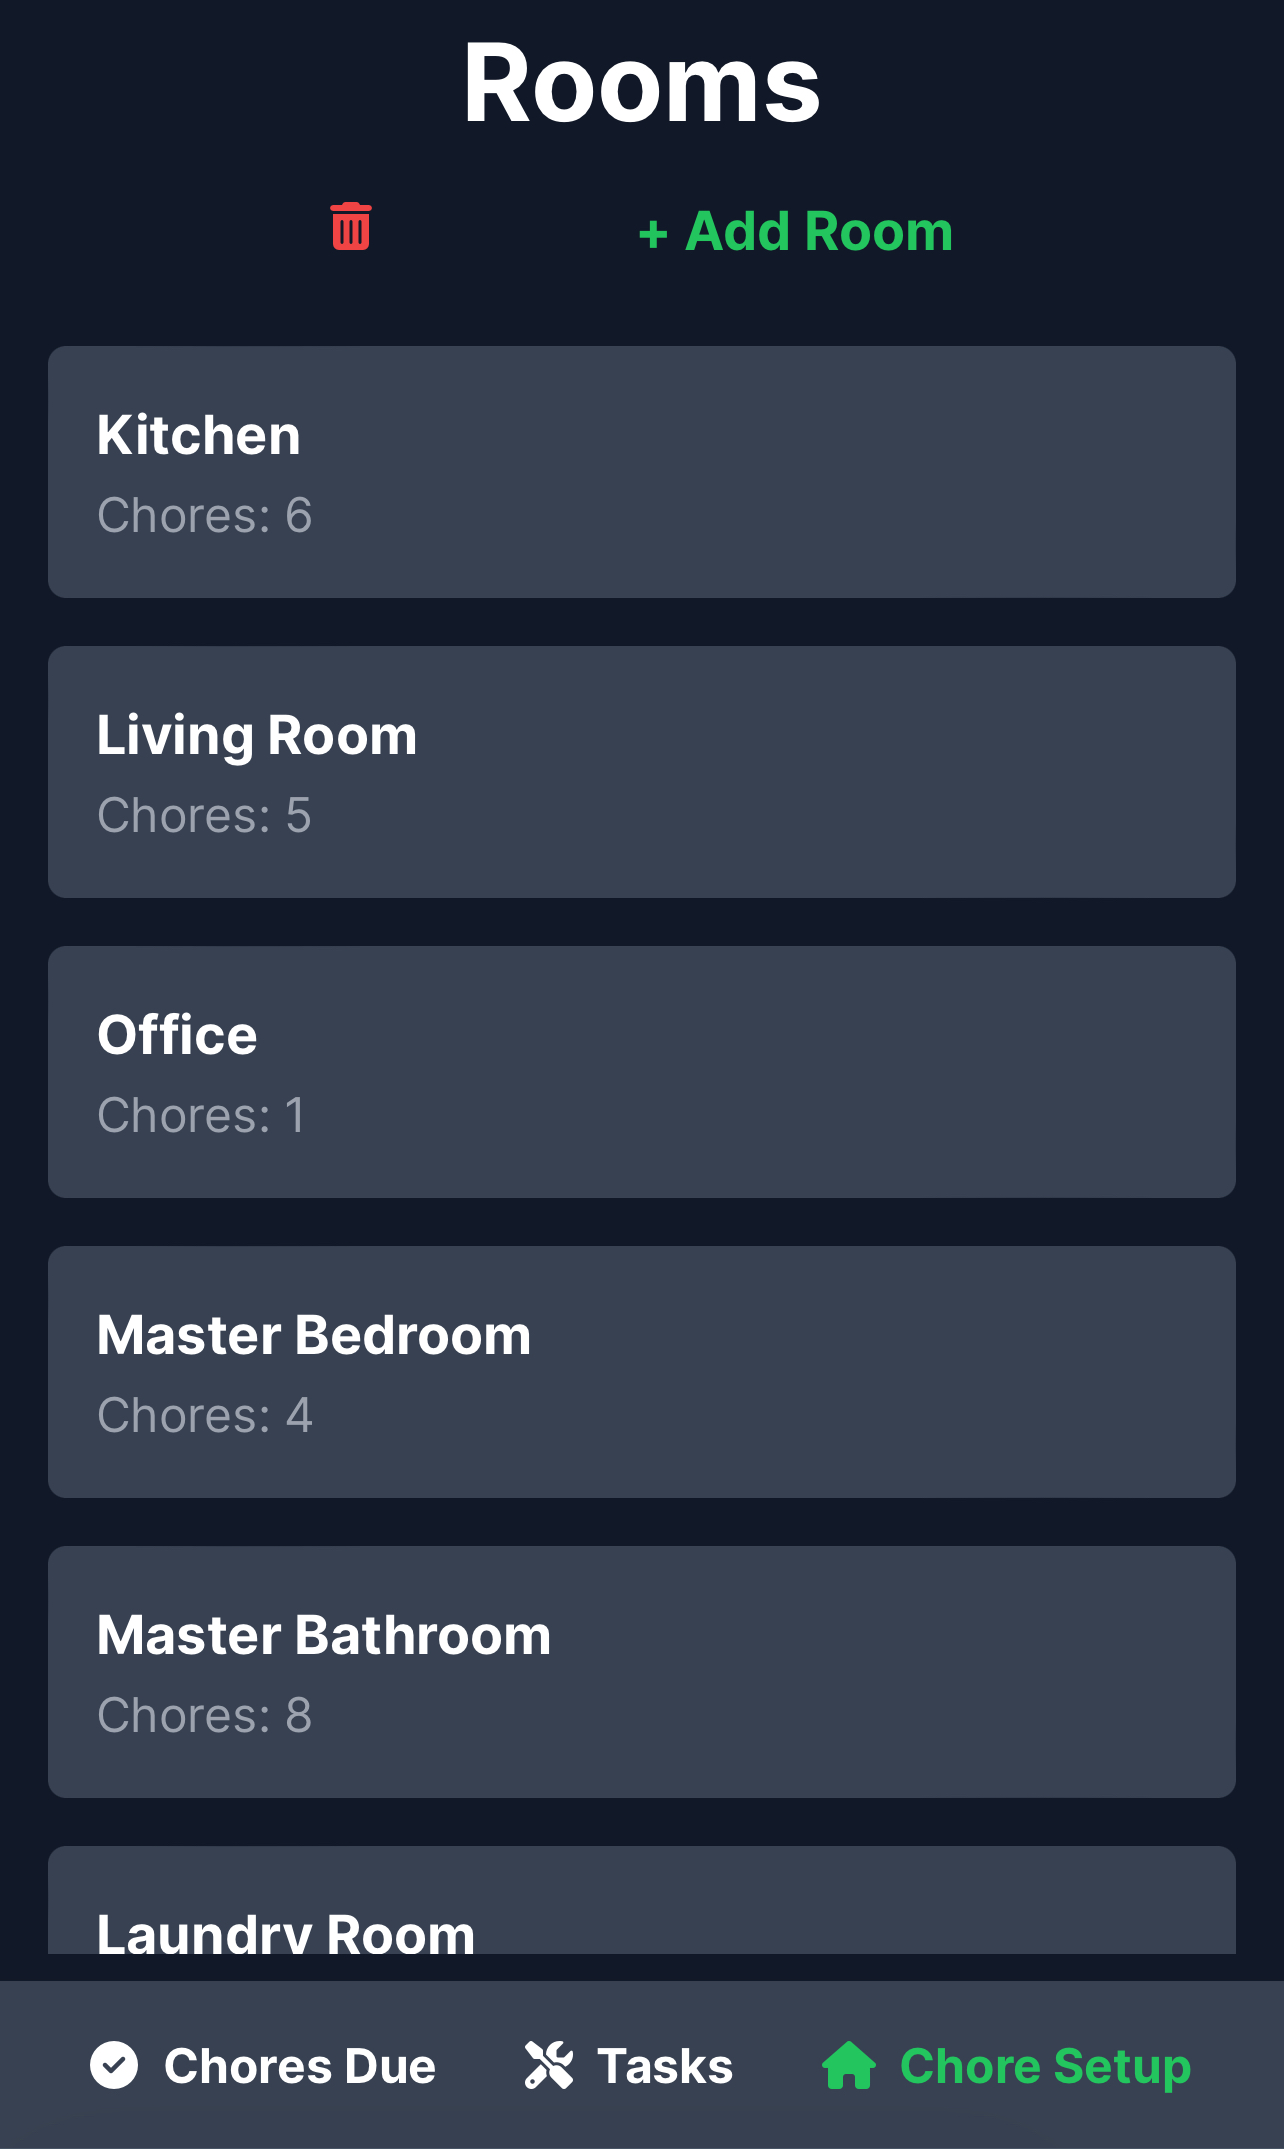 Rooms
+ Add Room
Kitchen
Chores: 6
Living Room
Chores: 5
Office
Chores: 1
Master Bedroom
Chores: 4
Master Bathroom
Chores: 8
Laundry Room
Chores Due
Tasks
Chore Setup